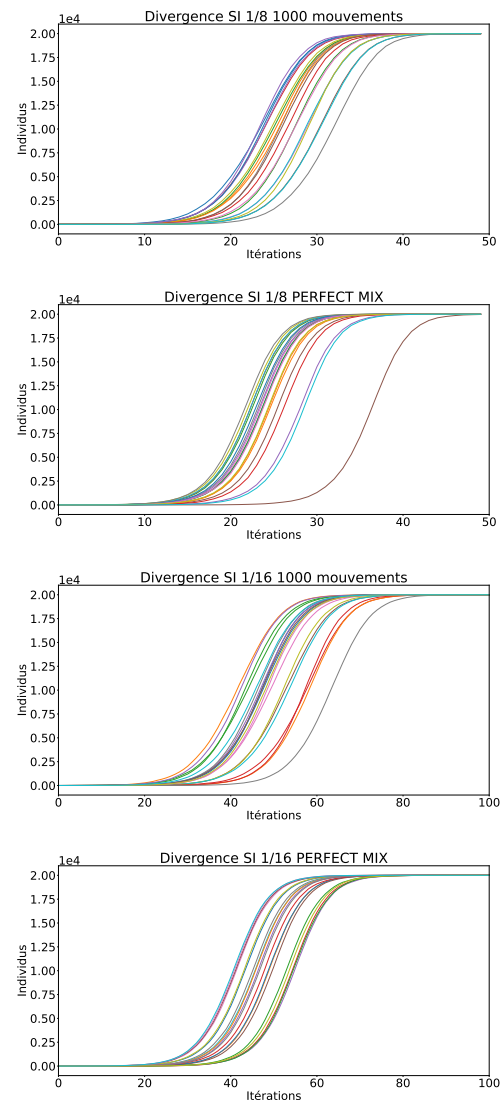 Divergence SI 1/8 1000 mouvements
1e4
2.00
1.75
1.50
1.25
1.00
0.75
0.50
0.25
0.00
Individus
0 10 20 30 40 50
Itérations
Divergence SI 1/8 PERFECT MIX
1e4
2.00
1.75
1.50
1.25
1.00
0.75
0.50
0.25
0.00
Individus
0 10 20 30 40 50
Itérations
Divergence SI 1/16 1000 mouvements
1e4
2.00
1.75
1.50
1.25
1.00
0.75
0.50
0.25
0.00
Individus
0 20 40 60 80 100
Itérations
Divergence SI 1/16 PERFECT MIX
1e4
2.00
1.75
1.50
1.25
1.00
0.75
0.50
0.25
0.00
Individus
0 20 40 60 80 100
Itérations